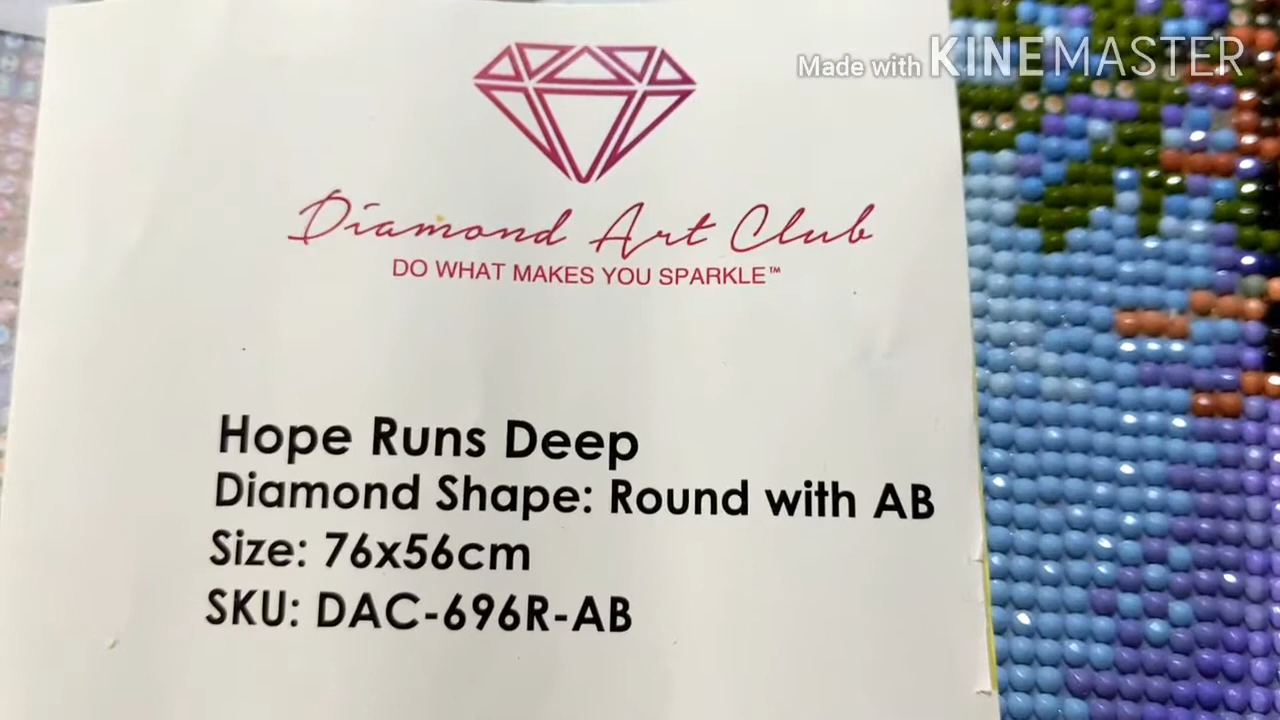 Made with KINEMASTER
Diamond Art Club
DO WHAT MAKES YOU SPARKLE™
Hope Runs Deep
Diamond Shape: Round with AB
Size: 76x56cm
SKU: DAC-696R-AB